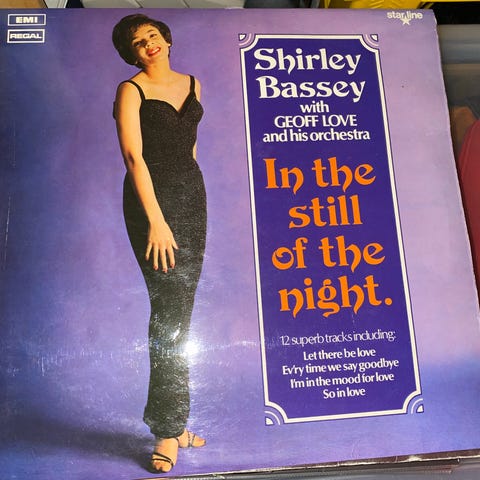 EMI
REGAL
star line
Shirley
Bassey
with
GEOFF LOVE
and his orchestra
In the
still
of the
night.
12 superb tracks including:
Let there be love
Ev'ry time we say goodbye
I'm in the mood for love
So in love